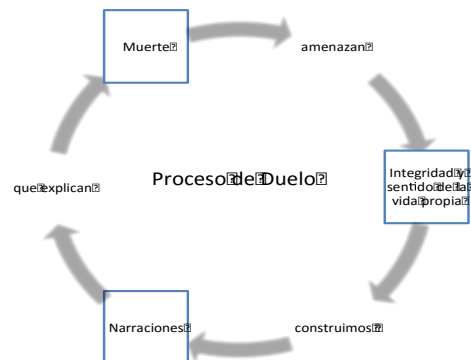 Muerte
amenazan
Integridad y
sentido de la
vida propia
construimos
Narraciones
que explican
Proceso de Duelo